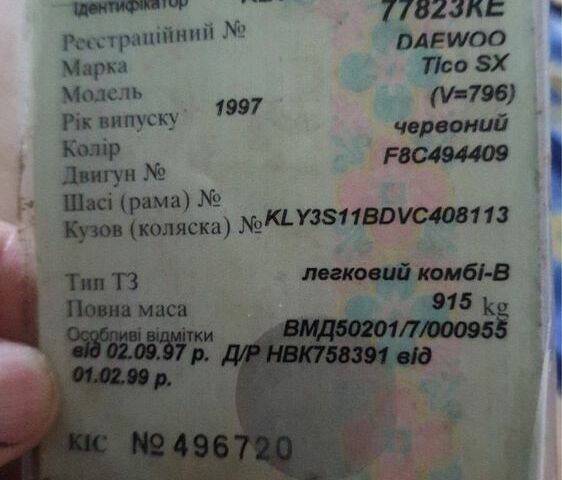 Ідентифікатор
Реєстраційний № 77823КЕ
Марка DAEWOO
Модель Tico SX
Рік випуску 1997 (V=796)
Колір червоний
Двигун № F8C494409
Шасі (рама) №
Кузов (коляска) № KLY3S11BDVC408113
Тип ТЗ легковий комбі-В
Повна маса 915 kg
Особливі відмітки ВМД50201/7/000955
від 02.09.97 р. Д/Р НВК758391 від
01.02.99 р.
КІС № 496720